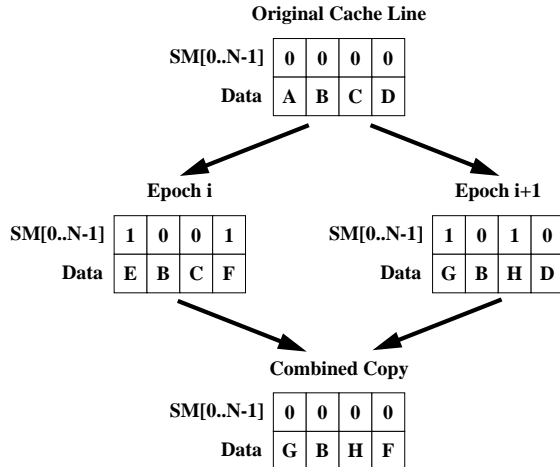 Original Cache Line
SM[0..N-1] 0 0 0 0
Data A B C D
Epoch i
SM[0..N-1] 1 0 0 1
Data E B C F
Epoch i+1
SM[0..N-1] 1 0 1 0
Data G B H D
Combined Copy
SM[0..N-1] 0 0 0 0
Data G B H F